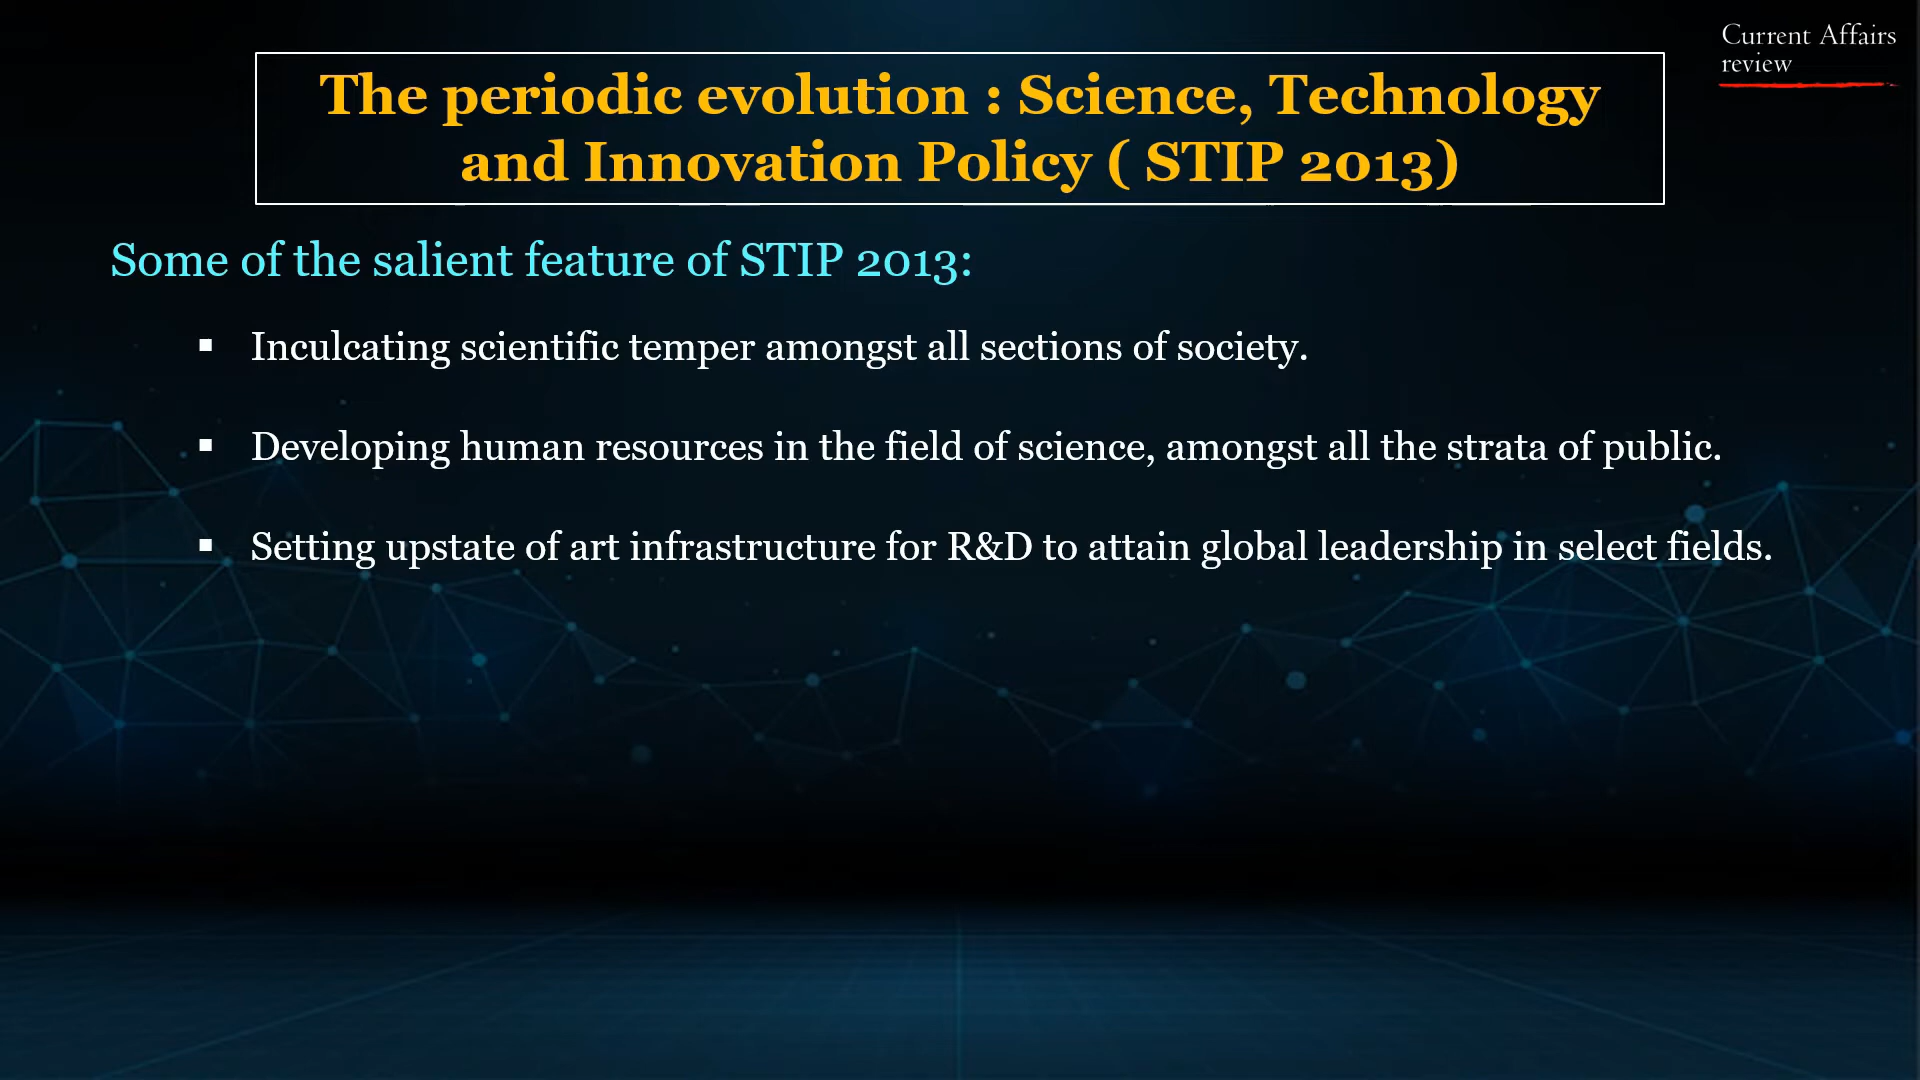 Current Affairs
review
The periodic evolution : Science, Technology
and Innovation Policy ( STIP 2013)
Some of the salient feature of STIP 2013:
▪ Inculcating scientific temper amongst all sections of society.
▪ Developing human resources in the field of science, amongst all the strata of public.
▪ Setting upstate of art infrastructure for R&D to attain global leadership in select fields.